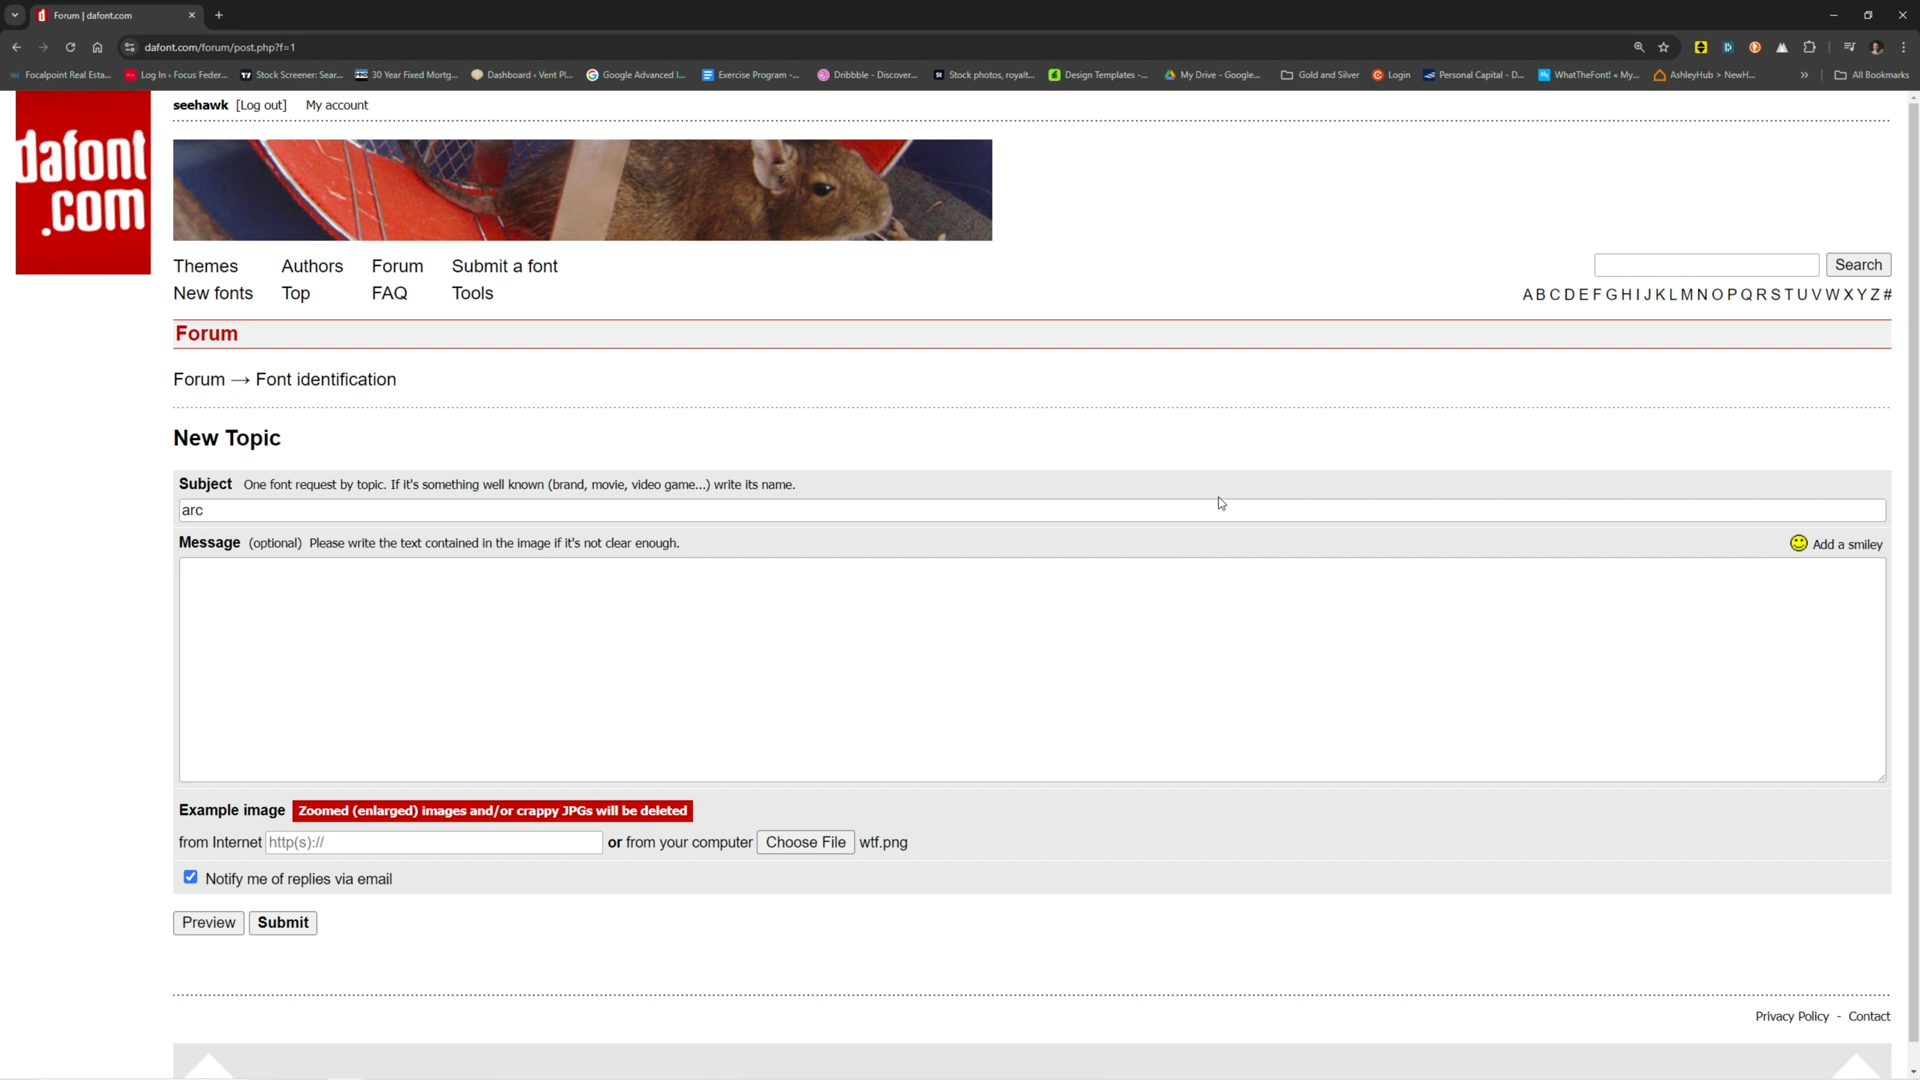 Forum | dafont.com
dafont.com/forum/post.php?f=1
Focalpoint Real Esta... Log In ‹ Focus Feder... Stock Screener: Sear... 30 Year Fixed Mortg... Dashboard ‹ Vent Pl... Google Advanced I... Exercise Program -... Dribbble - Discover... Stock photos, royalt... Design Templates -... My Drive - Google... Gold and Silver Login Personal Capital - D... WhatTheFont! « My... AshleyHub > NewH... » All Bookmarks
seehawk [Log out] My account
dafont
.com
Themes Authors Forum Submit a font
Search
New fonts Top FAQ Tools
A B C D E F G H I J K L M N O P Q R S T U V W X Y Z #
Forum
Forum → Font identification
New Topic
Subject One font request by topic. If it's something well known (brand, movie, video game...) write its name.
arc
Message (optional) Please write the text contained in the image if it's not clear enough.
Add a smiley
Example image Zoomed (enlarged) images and/or crappy JPGs will be deleted
from Internet http(s):// or from your computer Choose File wtf.png
Notify me of replies via email
Preview Submit
Privacy Policy - Contact